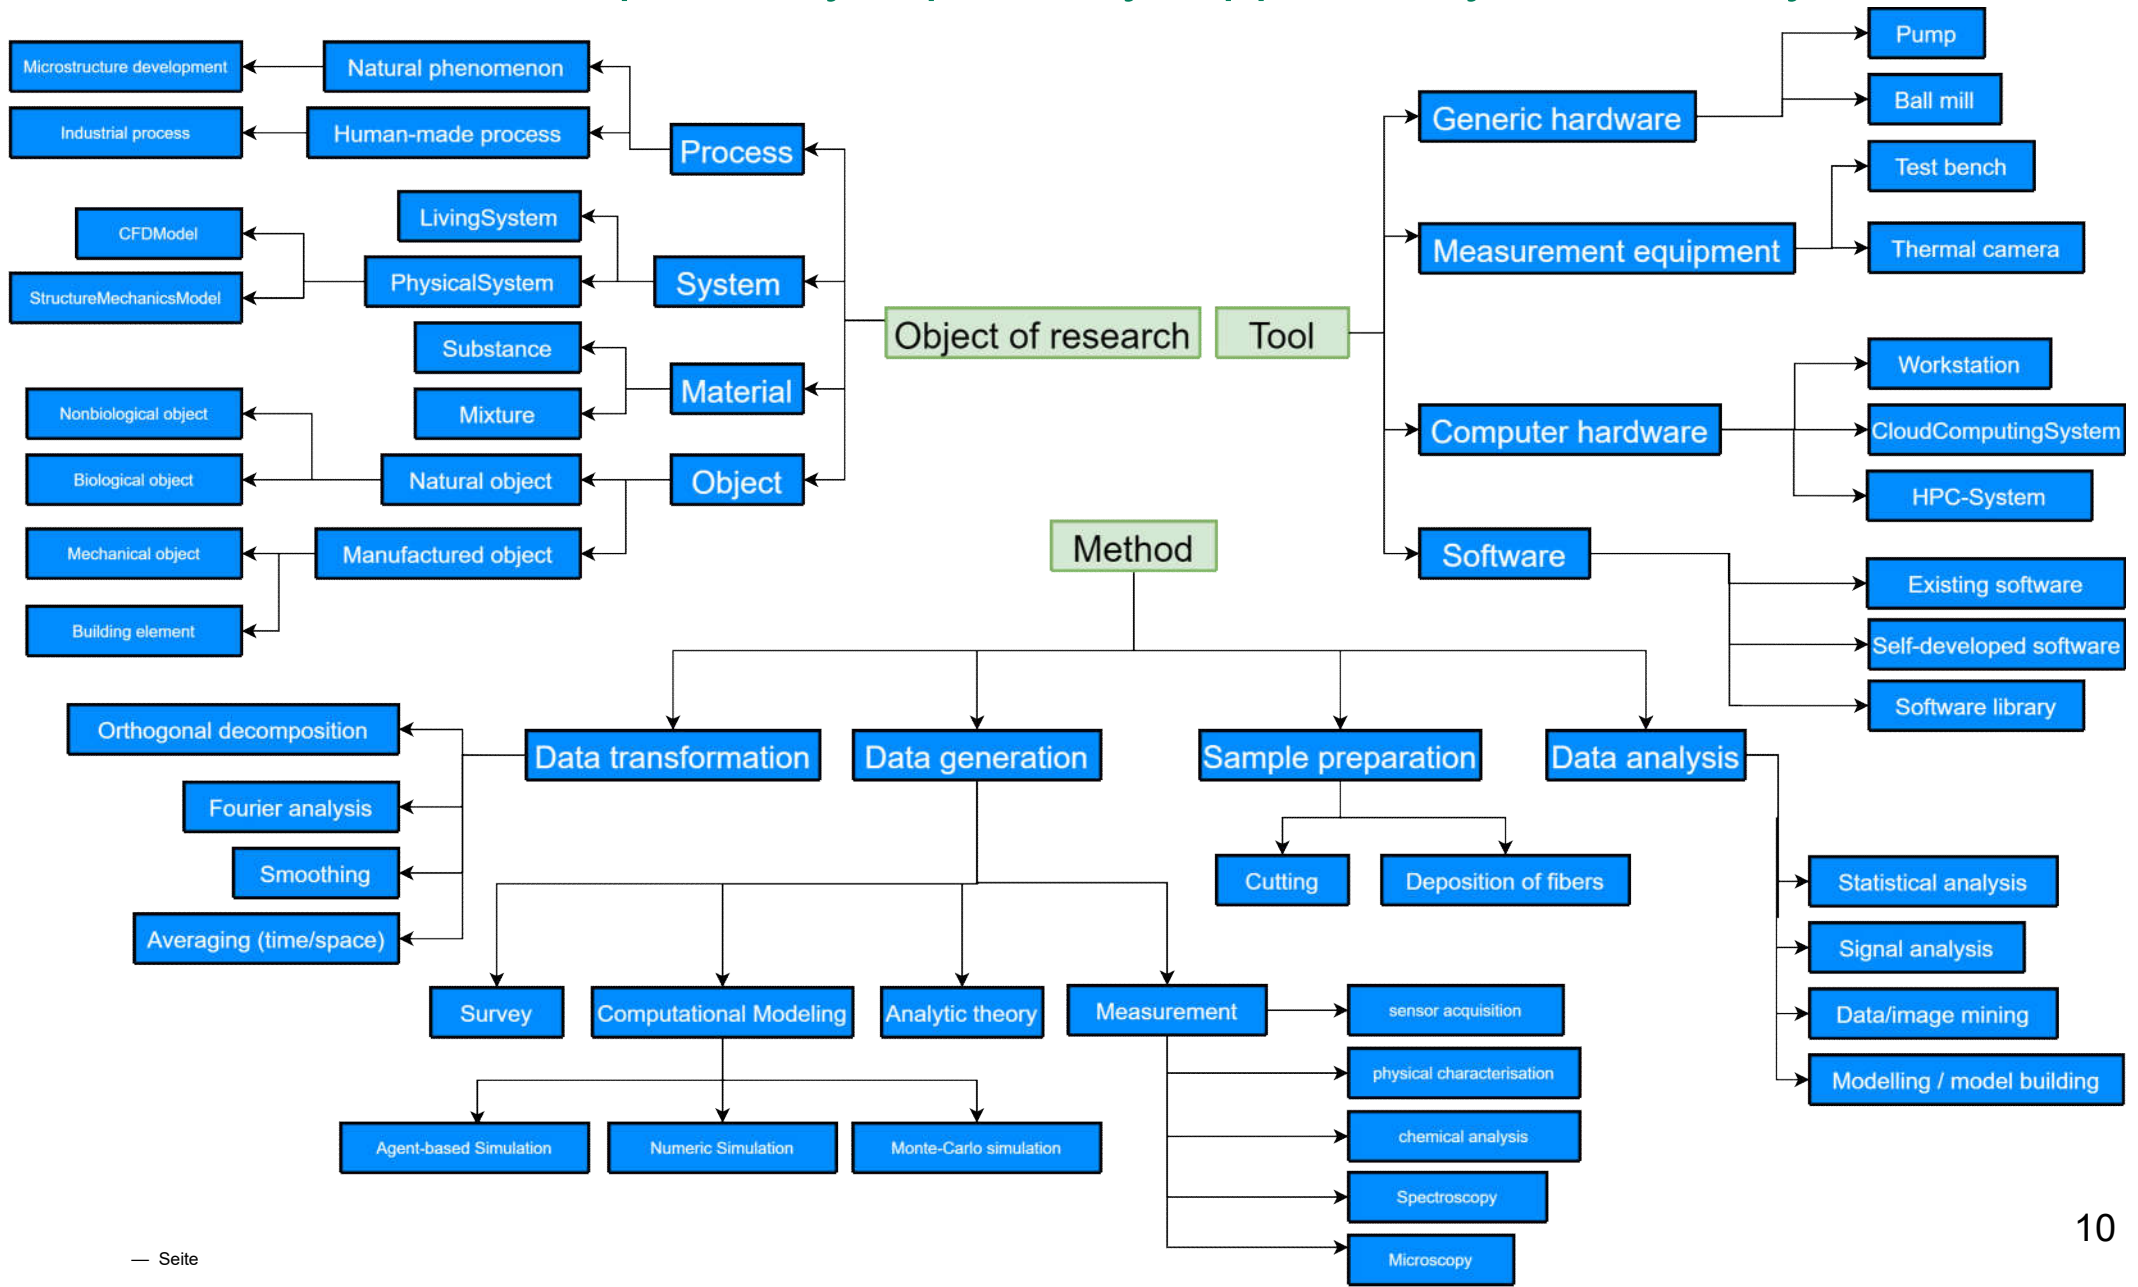 Microstructure development
Natural phenomenon
Industrial process
Human-made process
Process
LivingSystem
CFDModel
PhysicalSystem
StructureMechanicsModel
System
Substance
Material
Mixture
Nonbiological object
Biological object
Natural object
Object
Mechanical object
Manufactured object
Building element
Object of research
Tool
Generic hardware
Pump
Ball mill
Measurement equipment
Test bench
Thermal camera
Computer hardware
Workstation
CloudComputingSystem
HPC-System
Software
Existing software
Self-developed software
Software library
Method
Data transformation
Data generation
Sample preparation
Data analysis
Orthogonal decomposition
Fourier analysis
Smoothing
Averaging (time/space)
Cutting
Deposition of fibers
Statistical analysis
Signal analysis
Data/image mining
Modelling / model building
Survey
Computational Modeling
Analytic theory
Measurement
sensor acquisition
physical characterisation
chemical analysis
Spectroscopy
Microscopy
Agent-based Simulation
Numeric Simulation
Monte-Carlo simulation
— Seite
10